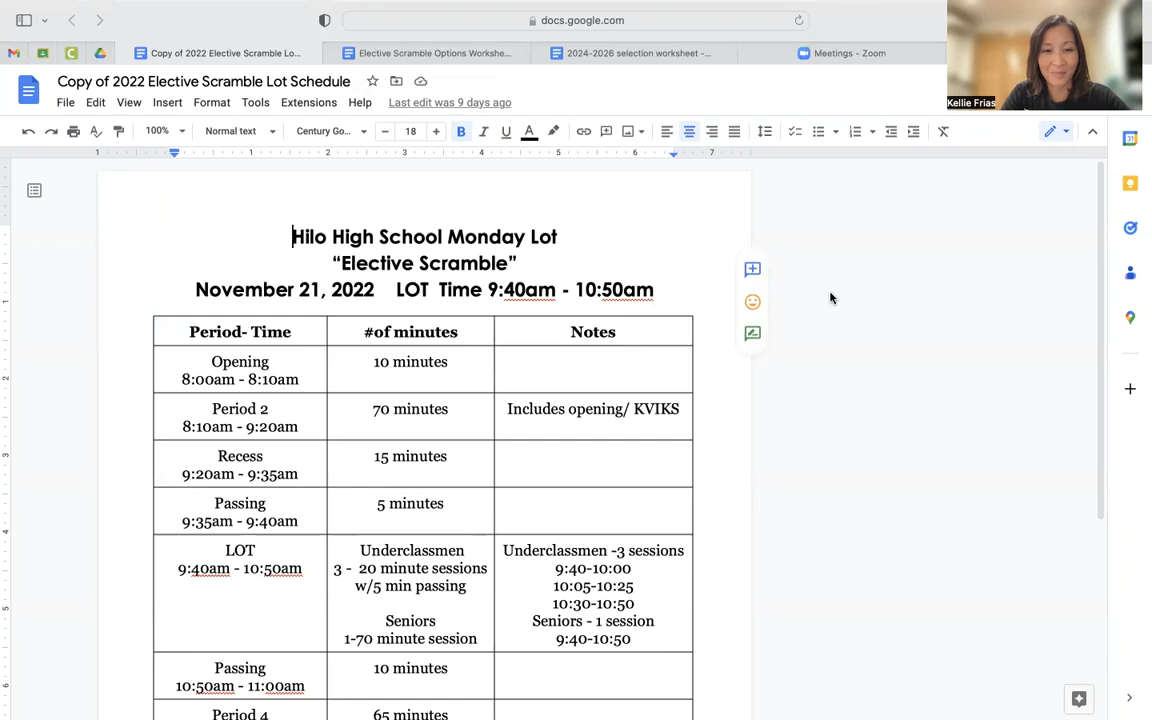 docs.google.com
Copy of 2022 Elective Scramble Lo...
Elective Scramble Options Workshe...
2024-2026 selection worksheet -...
Meetings - Zoom
Kellie Frias
Copy of 2022 Elective Scramble Lot Schedule
File Edit View Insert Format Tools Extensions Help Last edit was 9 days ago
100% Normal text Century Go... 18 B I U A
1 1 2 3 4 5 6 7
Hilo High School Monday Lot
“Elective Scramble”
November 21, 2022 LOT Time 9:40am - 10:50am
Period- Time #of minutes Notes
Opening 10 minutes
8:00am - 8:10am
Period 2 70 minutes Includes opening/ KVIKS
8:10am - 9:20am
Recess 15 minutes
9:20am - 9:35am
Passing 5 minutes
9:35am - 9:40am
LOT Underclassmen Underclassmen -3 sessions
9:40am - 10:50am 3 - 20 minute sessions 9:40-10:00
w/5 min passing 10:05-10:25
10:30-10:50
Seniors Seniors - 1 session
1-70 minute session 9:40-10:50
Passing 10 minutes
10:50am - 11:00am
Period 4 65 minutes